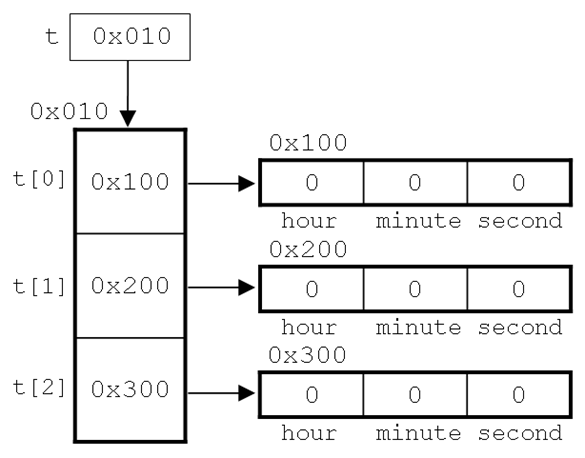 t 0x010
0x010
0x100
t[0] 0x100 0 0 0
hour minute second
0x200
t[1] 0x200 0 0 0
hour minute second
0x300
t[2] 0x300 0 0 0
hour minute second